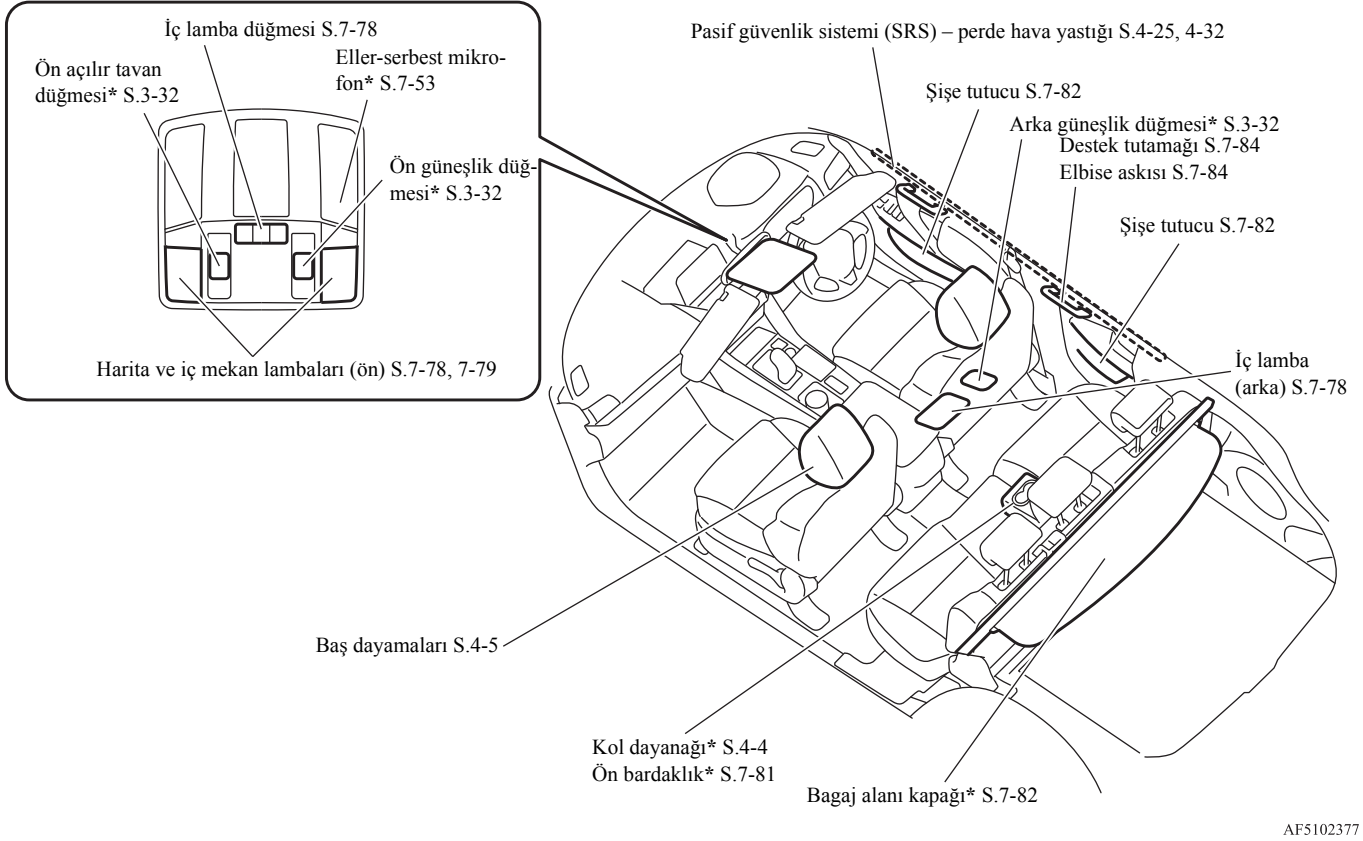 İç lamba düğmesi S.7-78
Eller-serbest mikro-
fon* S.7-53
Ön açılır tavan
düğmesi* S.3-32
Ön güneşlik düğ-
mesi* S.3-32
Harita ve iç mekan lambaları (ön) S.7-78, 7-79
Pasif güvenlik sistemi (SRS) – perde hava yastığı S.4-25, 4-32
Şişe tutucu S.7-82
Arka güneşlik düğmesi* S.3-32
Destek tutamağı S.7-84
Elbise askısı S.7-84
Şişe tutucu S.7-82
İç lamba
(arka) S.7-78
Baş dayamaları S.4-5
Kol dayanağı* S.4-4
Ön bardaklık* S.7-81
Bagaj alanı kapağı* S.7-82
AF5102377